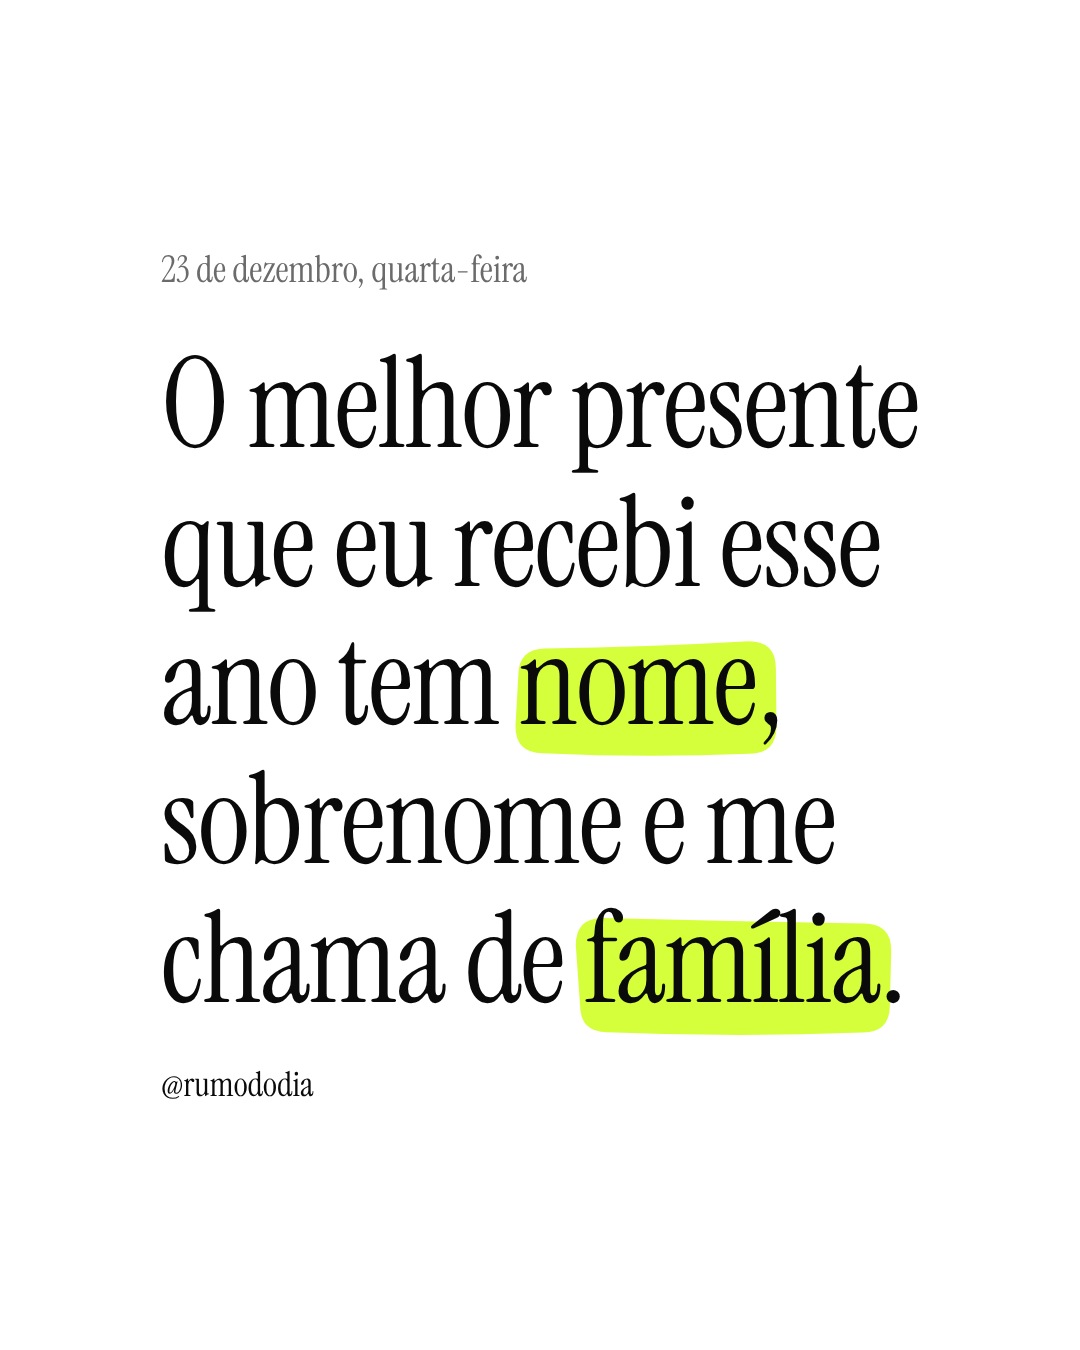 23 de dezembro, quarta-feira
O melhor presente
que eu recebi esse
ano tem nome,
sobrenome e me
chama de família.
@rumododia